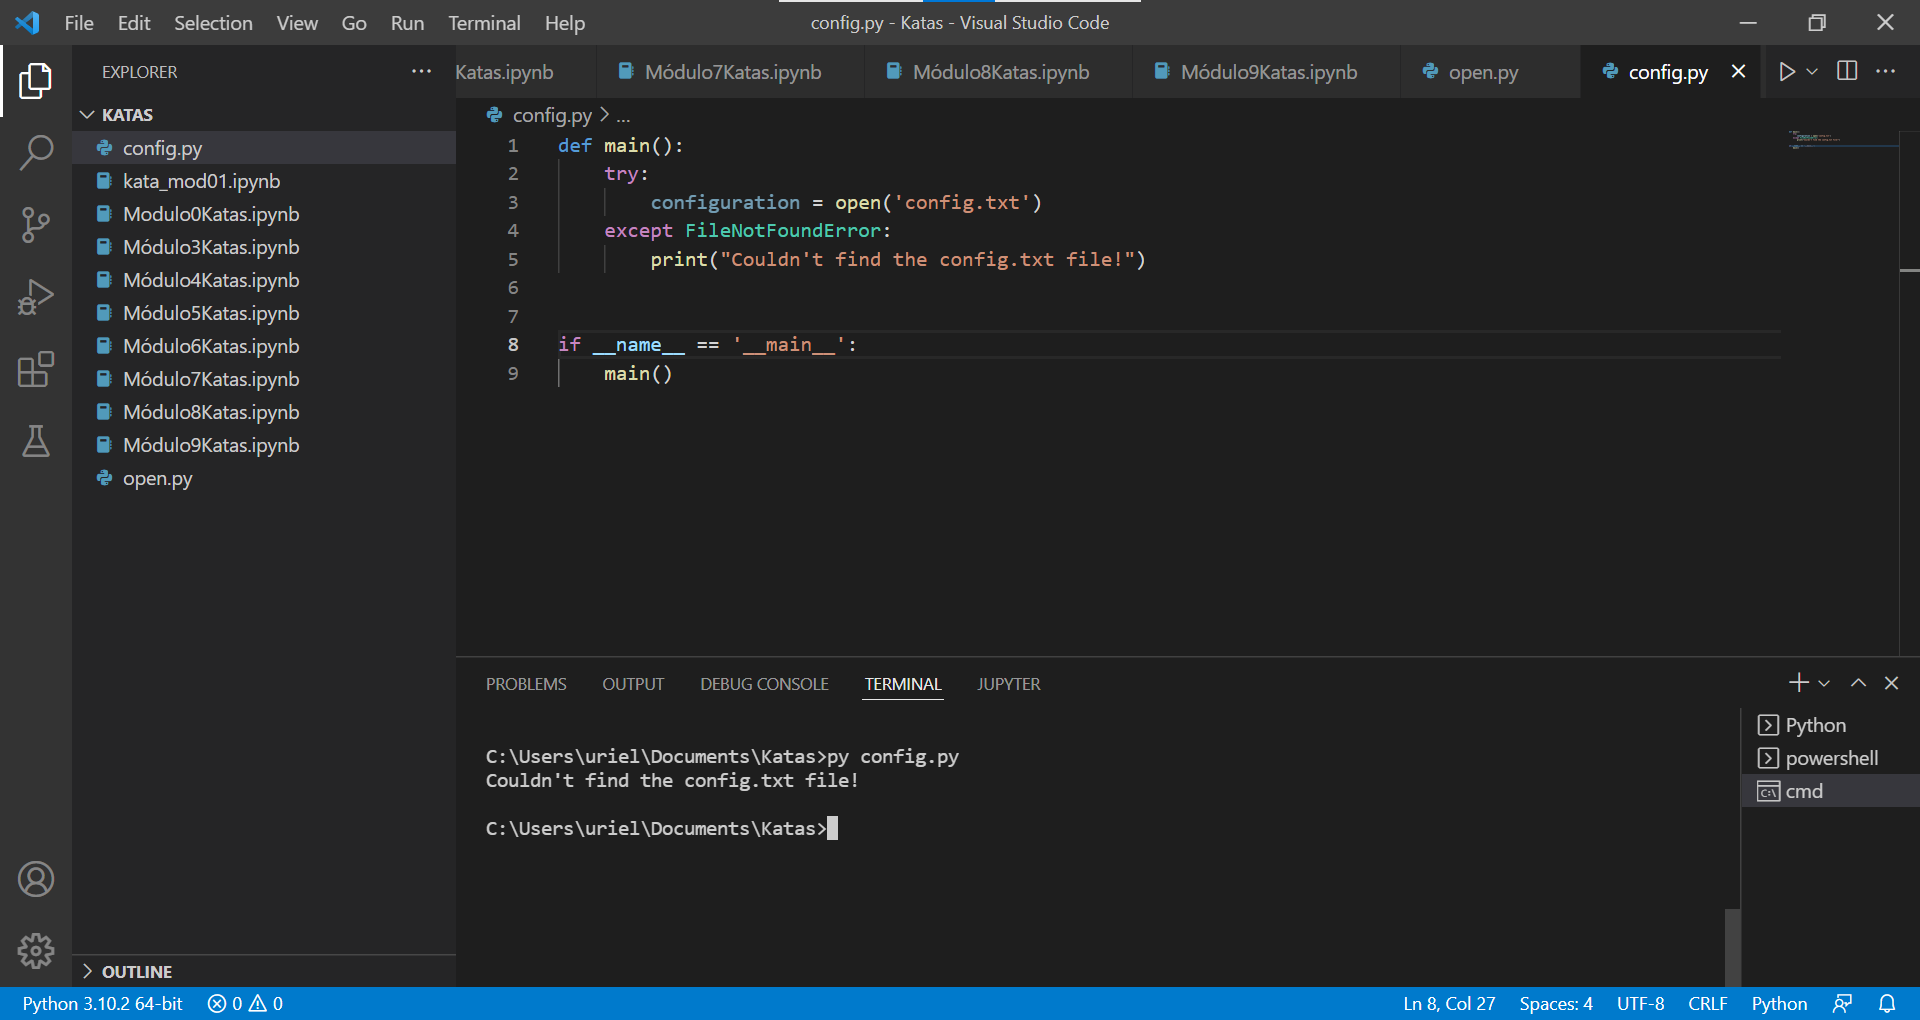 File Edit Selection View Go Run Terminal Help
config.py - Katas - Visual Studio Code
EXPLORER
KATAS
config.py
kata_mod01.ipynb
Modulo0Katas.ipynb
Módulo3Katas.ipynb
Módulo4Katas.ipynb
Módulo5Katas.ipynb
Módulo6Katas.ipynb
Módulo7Katas.ipynb
Módulo8Katas.ipynb
Módulo9Katas.ipynb
open.py
OUTLINE
Katas.ipynb Módulo7Katas.ipynb Módulo8Katas.ipynb Módulo9Katas.ipynb open.py config.py
config.py > ...
1 def main():
2     try:
3         configuration = open('config.txt')
4     except FileNotFoundError:
5         print("Couldn't find the config.txt file!")
6
7
8 if __name__ == '__main__':
9     main()
PROBLEMS OUTPUT DEBUG CONSOLE TERMINAL JUPYTER
C:\Users\uriel\Documents\Katas>py config.py
Couldn't find the config.txt file!
C:\Users\uriel\Documents\Katas>
Python
powershell
cmd
Python 3.10.2 64-bit 0 0 Ln 8, Col 27 Spaces: 4 UTF-8 CRLF Python